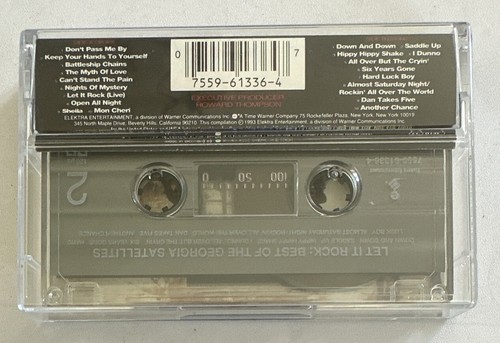 Don't Pass Me By
Keep Your Hands To Yourself
Battleship Chains
The Myth Of Love
Can't Stand The Pain
Nights Of Mystery
Let It Rock (Live)
Open All Night
Sheila Mon Cheri
0 7
7559-61336-4
EXECUTIVE PRODUCER
HOWARD THOMPSON
Down And Down Saddle Up
Hippy Hippy Shake I Dunno
All Over But The Cryin'
Six Years Gone
Hard Luck Boy
Almost Saturday Night/
Rockin' All Over The World
Dan Takes Five
Another Chance
ELEKTRA ENTERTAINMENT, a division of Warner Communications Inc. A Time Warner Company 75 Rockefeller Plaza, New York, New York 10019
345 North Maple Drive, Beverly Hills, California 90210. This compilation ℗1993 Elektra Entertainment, a division of Warner Communications Inc.
2
100 50 0
LET IT ROCK: BEST OF THE GEORGIA SATELLITES